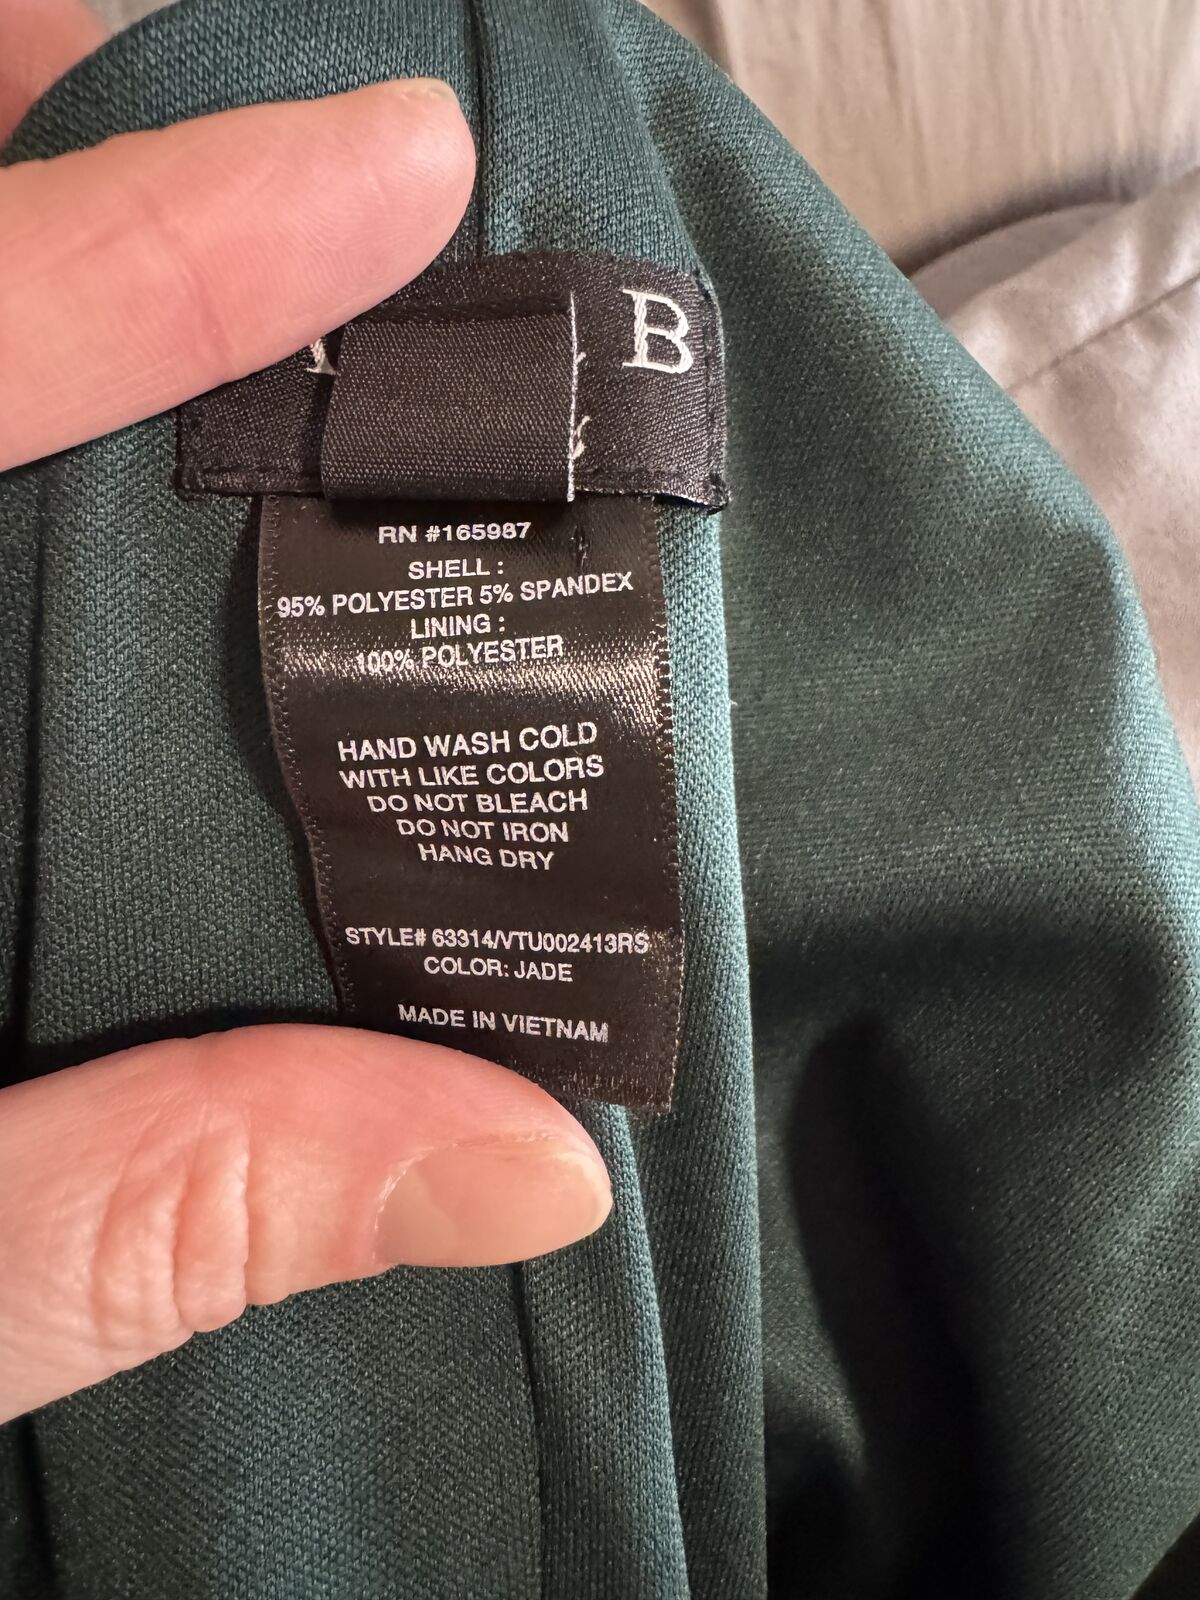 B
RN #165987
SHELL :
95% POLYESTER 5% SPANDEX
LINING :
100% POLYESTER
HAND WASH COLD
WITH LIKE COLORS
DO NOT BLEACH
DO NOT IRON
HANG DRY
STYLE# 63314/VTU002413RS
COLOR: JADE
MADE IN VIETNAM